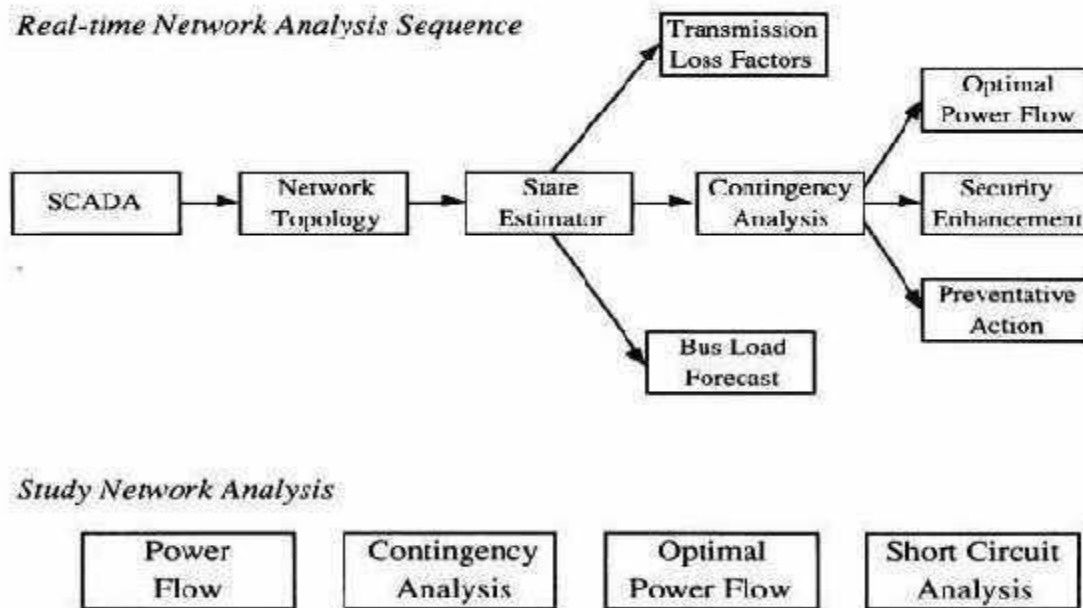 Real-time Network Analysis Sequence
Transmission
Loss Factors
Optimal
Power Flow
SCADA
Network
Topology
State
Estimator
Contingency
Analysis
Security
Enhancement
Preventative
Action
Bus Load
Forecast
Study Network Analysis
Power
Flow
Contingency
Analysis
Optimal
Power Flow
Short Circuit
Analysis